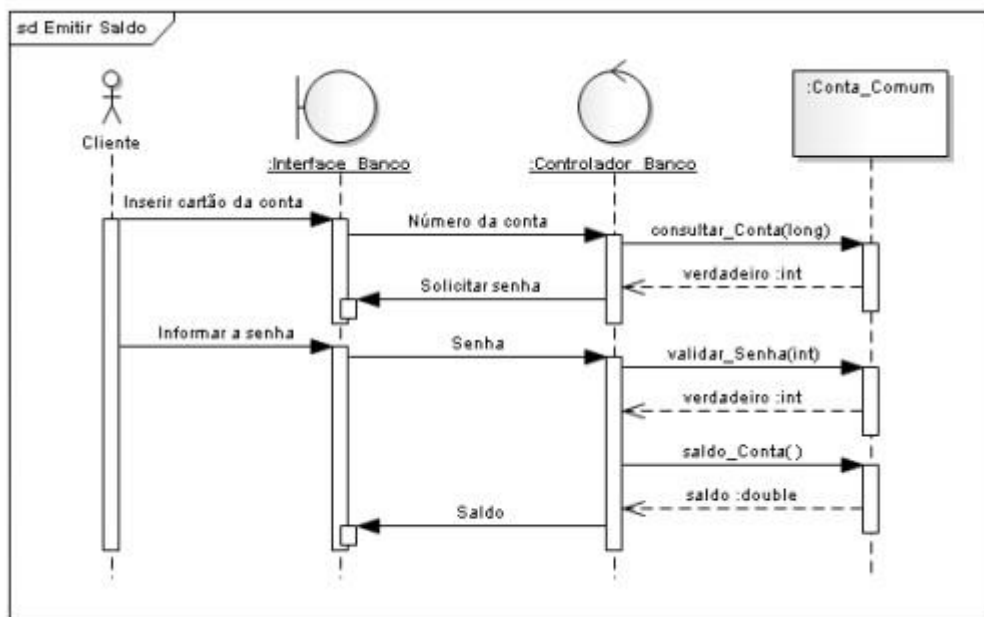 sd Emitir Saldo
Cliente
:Interface_Banco
:Controlador_Banco
:Conta_Comum
Inserir cartão da conta
Número da conta
consultar_Conta(long)
verdadeiro :int
Solicitar senha
Informar a senha
Senha
validar_Senha(int)
verdadeiro :int
saldo_Conta()
saldo :double
Saldo